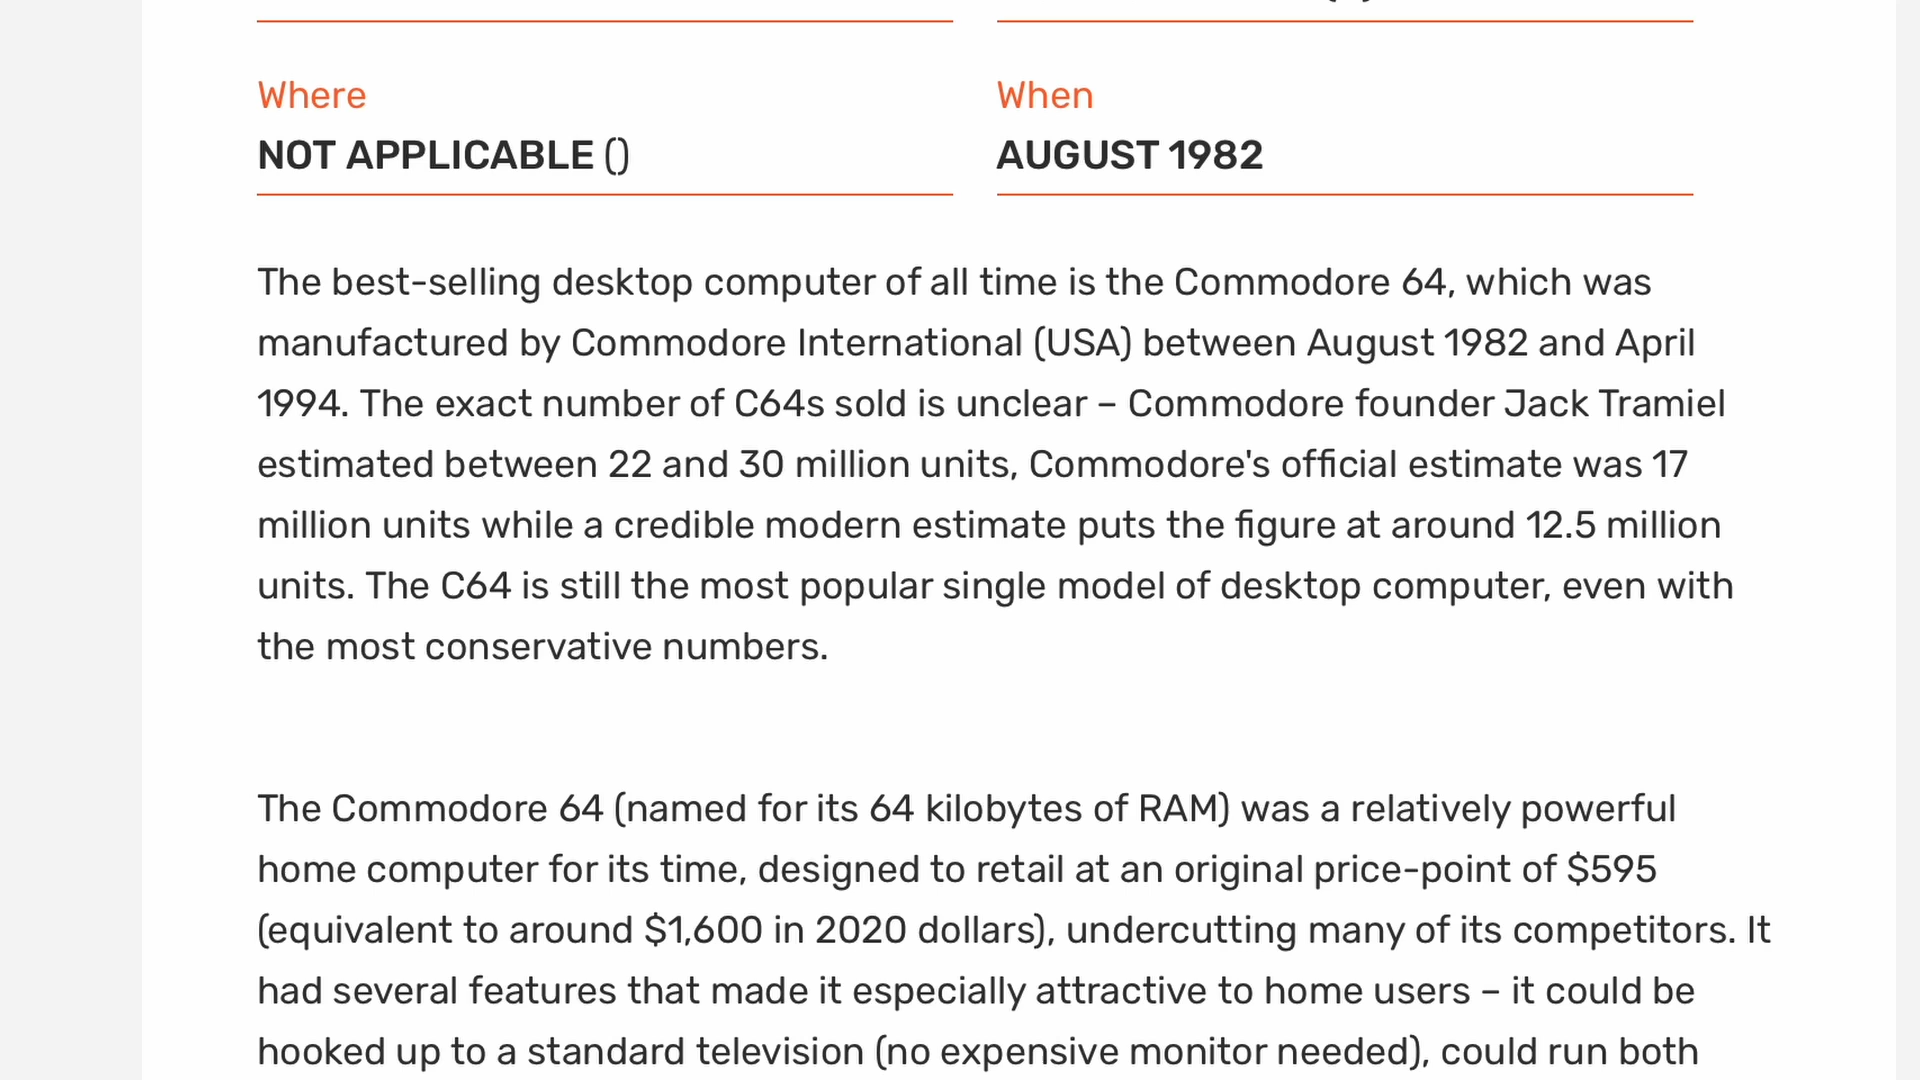 Where
NOT APPLICABLE ()
When
AUGUST 1982
The best-selling desktop computer of all time is the Commodore 64, which was
manufactured by Commodore International (USA) between August 1982 and April
1994. The exact number of C64s sold is unclear – Commodore founder Jack Tramiel
estimated between 22 and 30 million units, Commodore's official estimate was 17
million units while a credible modern estimate puts the figure at around 12.5 million
units. The C64 is still the most popular single model of desktop computer, even with
the most conservative numbers.
The Commodore 64 (named for its 64 kilobytes of RAM) was a relatively powerful
home computer for its time, designed to retail at an original price-point of $595
(equivalent to around $1,600 in 2020 dollars), undercutting many of its competitors. It
had several features that made it especially attractive to home users – it could be
hooked up to a standard television (no expensive monitor needed), could run both